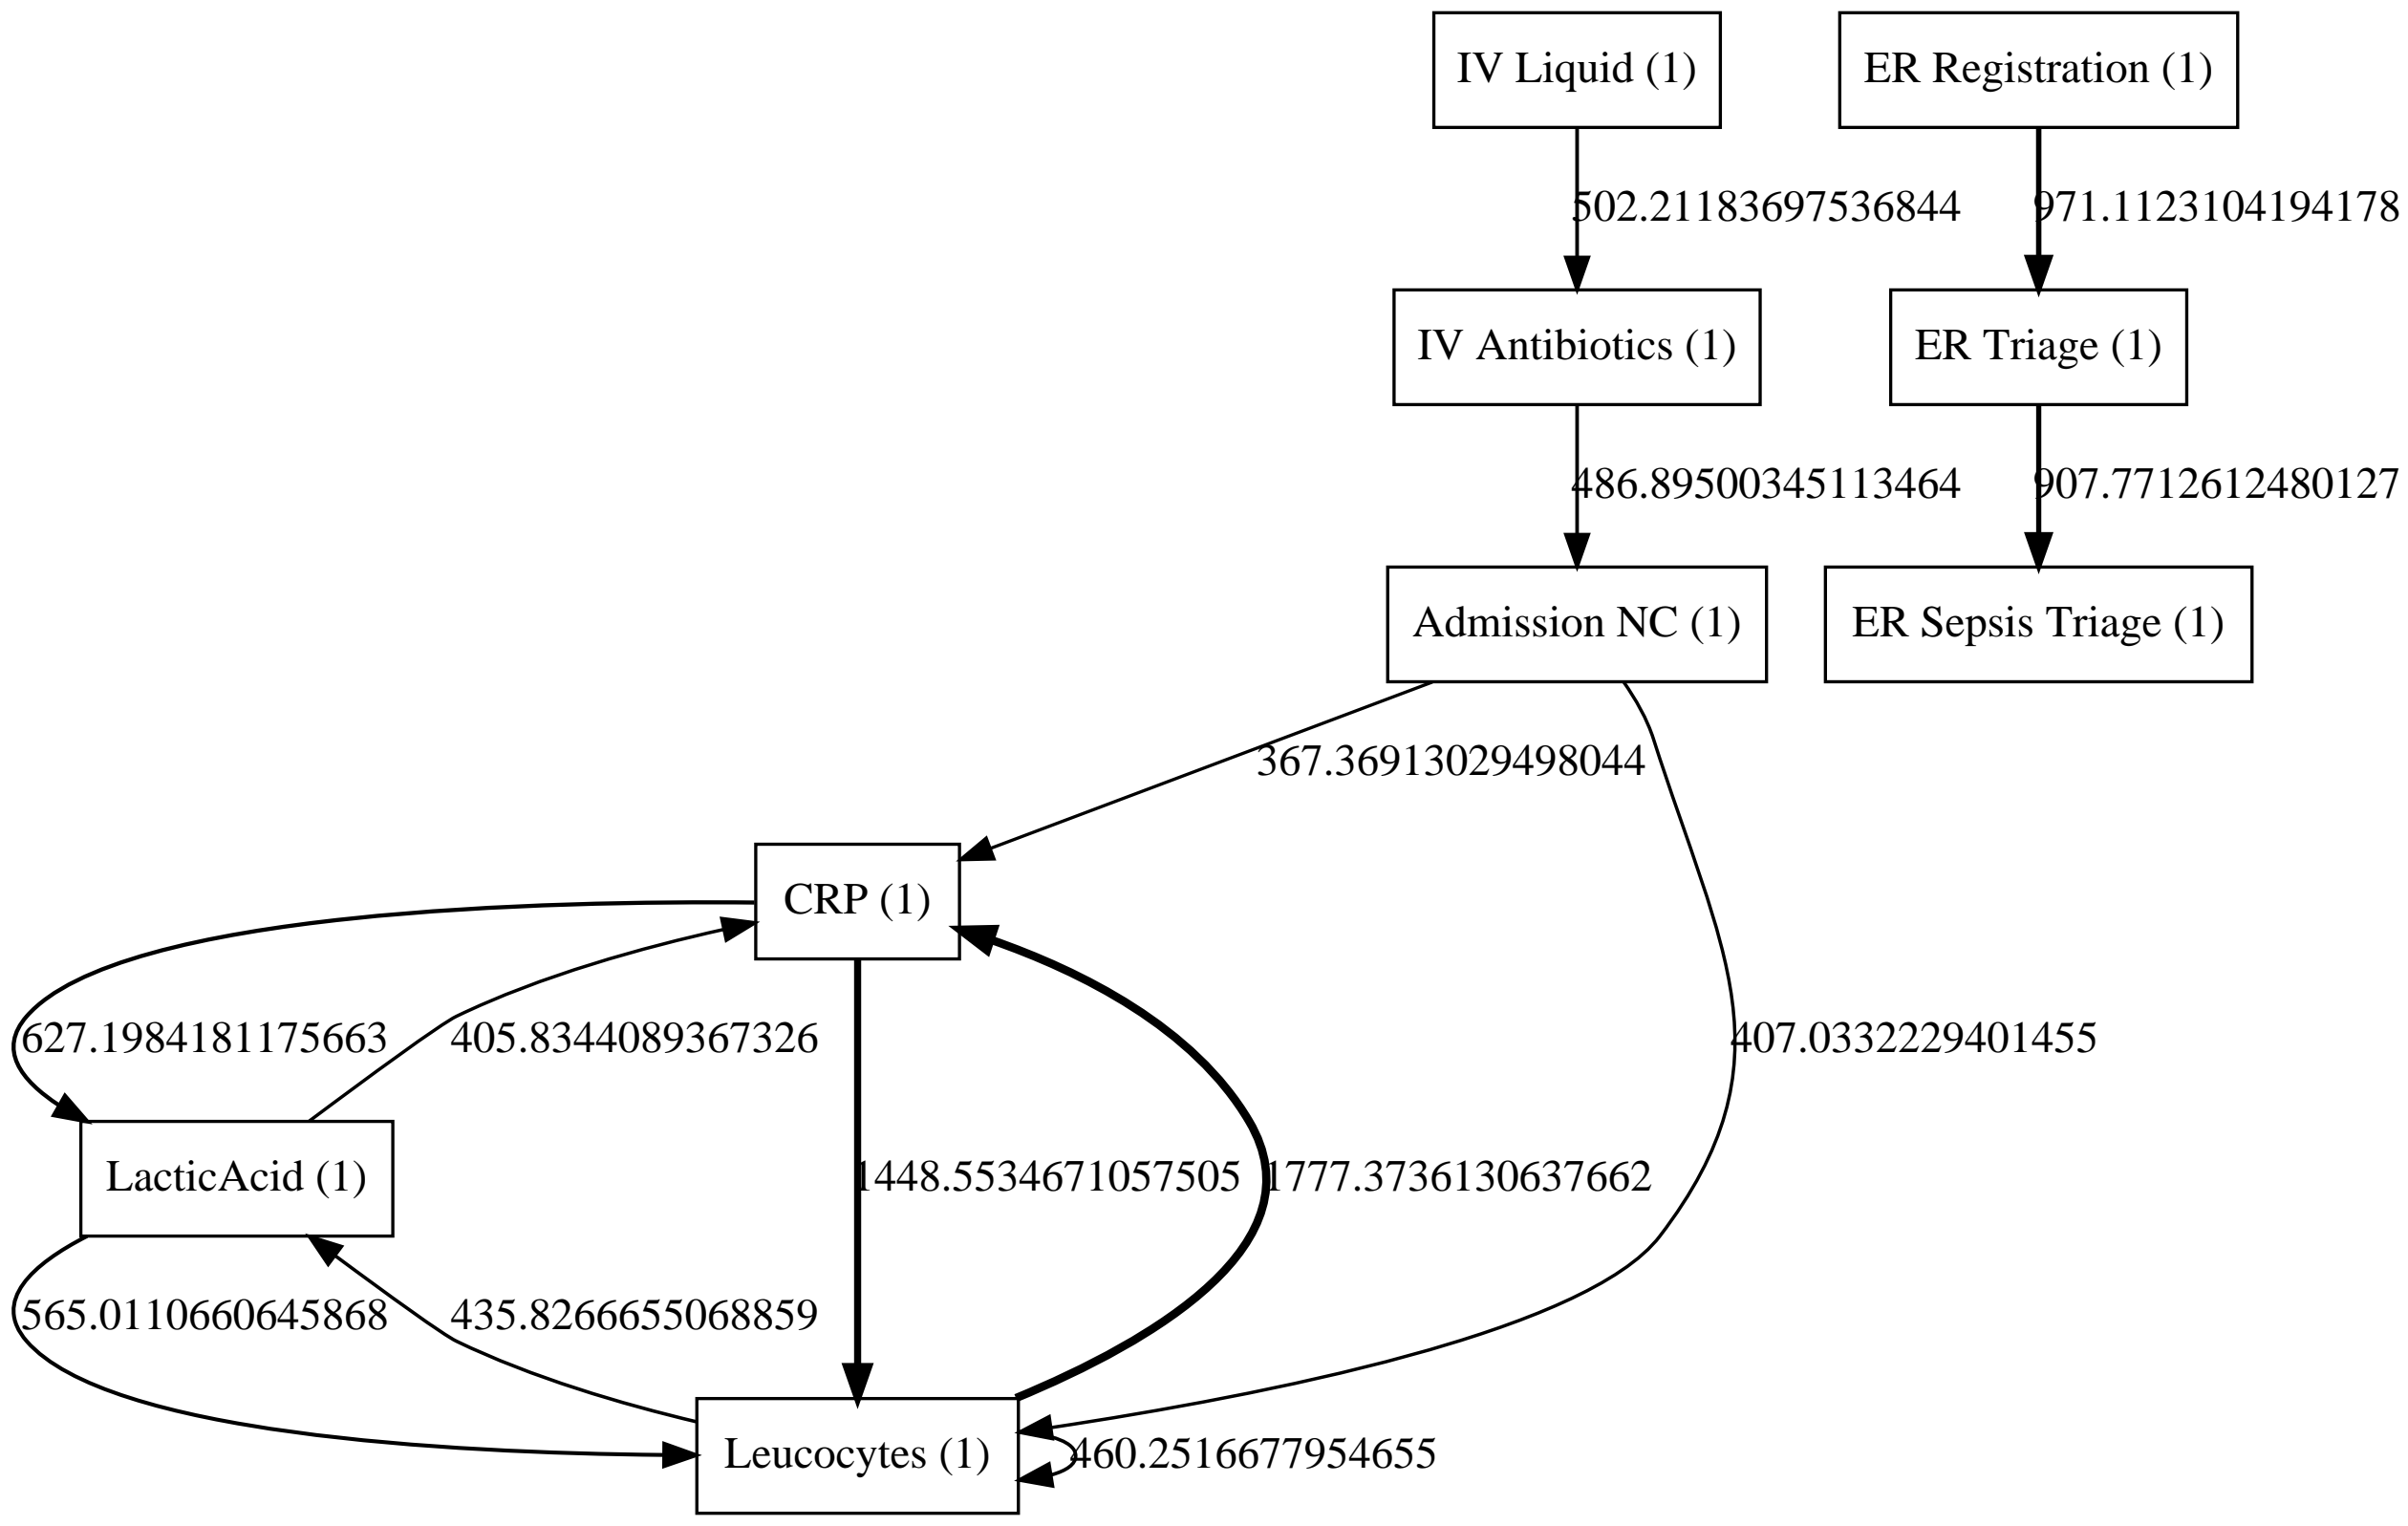 IV Liquid (1)
ER Registration (1)
502.21183697536844
971.1123104194178
IV Antibiotics (1)
ER Triage (1)
486.89500345113464
907.7712612480127
Admission NC (1)
ER Sepsis Triage (1)
367.36913029498044
CRP (1)
627.1984181175663
405.8344089367326
407.0332229401455
LacticAcid (1)
1448.5534671057505
1777.3736130637662
565.0110660645868
435.8266655068859
Leucocytes (1)
460.2516677954655